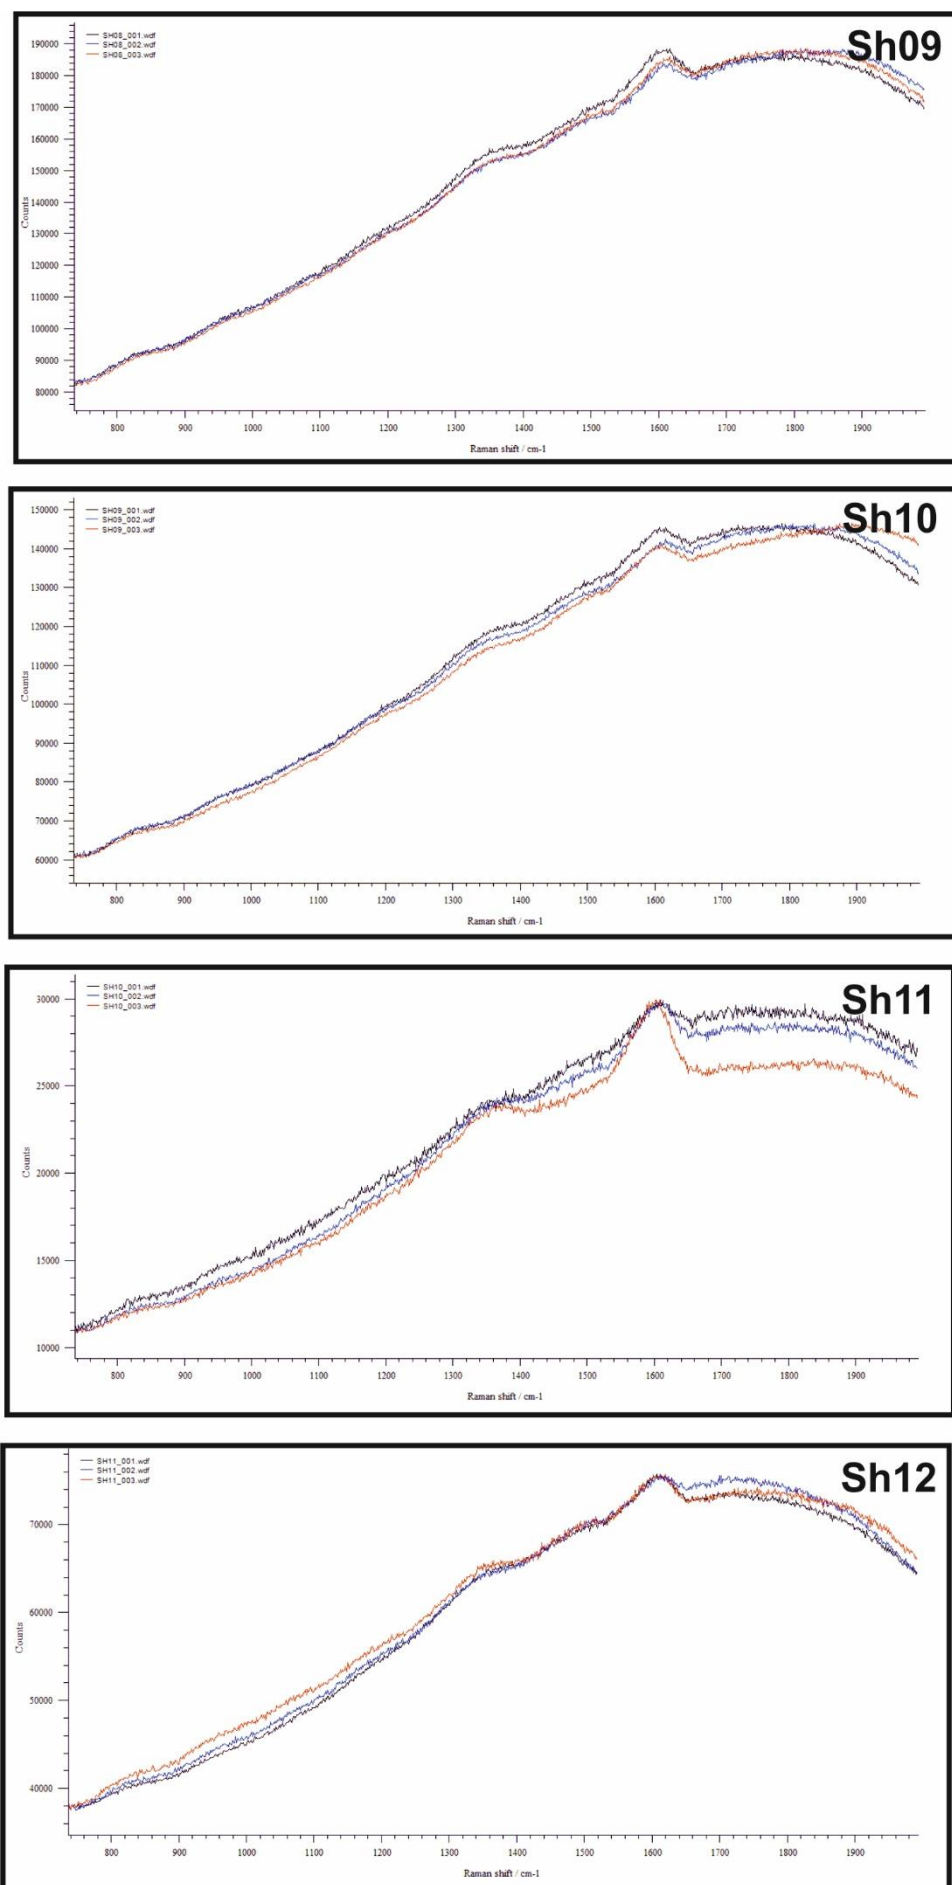 Sh09
SH08_001.wdf
SH08_002.wdf
SH08_003.wdf
190000
180000
170000
160000
150000
140000
130000
120000
110000
100000
90000
80000
Counts
800 900 1000 1100 1200 1300 1400 1500 1600 1700 1800 1900
Raman shift / cm-1
Sh10
SH09_001.wdf
SH09_002.wdf
SH09_003.wdf
150000
140000
130000
120000
110000
100000
90000
80000
70000
60000
Counts
800 900 1000 1100 1200 1300 1400 1500 1600 1700 1800 1900
Raman shift / cm-1
Sh11
SH10_001.wdf
SH10_002.wdf
SH10_003.wdf
30000
25000
20000
15000
10000
Counts
800 900 1000 1100 1200 1300 1400 1500 1600 1700 1800 1900
Raman shift / cm-1
Sh12
SH11_001.wdf
SH11_002.wdf
SH11_003.wdf
70000
60000
50000
40000
Counts
800 900 1000 1100 1200 1300 1400 1500 1600 1700 1800 1900
Raman shift / cm-1